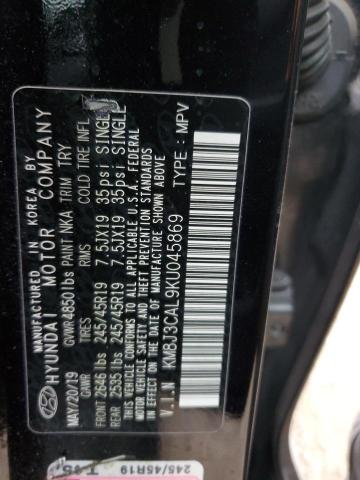 MANUFACTURED IN KOREA BY
HYUNDAI MOTOR COMPANY
MAY/20/19 GVWR 4850lbs PAINT NKA TRIM TRY
GAWR TIRES RIMS COLD TIRE INFL.
FRONT 2646 lbs 245/45R19 7.5JX19 35psi SINGLE
REAR 2535 lbs 245/45R19 7.5JX19 35psi SINGLE
THIS VEHICLE CONFORMS TO ALL APPLICABLE U.S.A. FEDERAL
MOTOR VEHICLE SAFETY AND THEFT PREVENTION STANDARDS
IN EFFECT ON THE DATE OF MANUFACTURE SHOWN ABOVE.
V.I.N KM8J3CAL9KU045869 TYPE: MPV
245/45R19